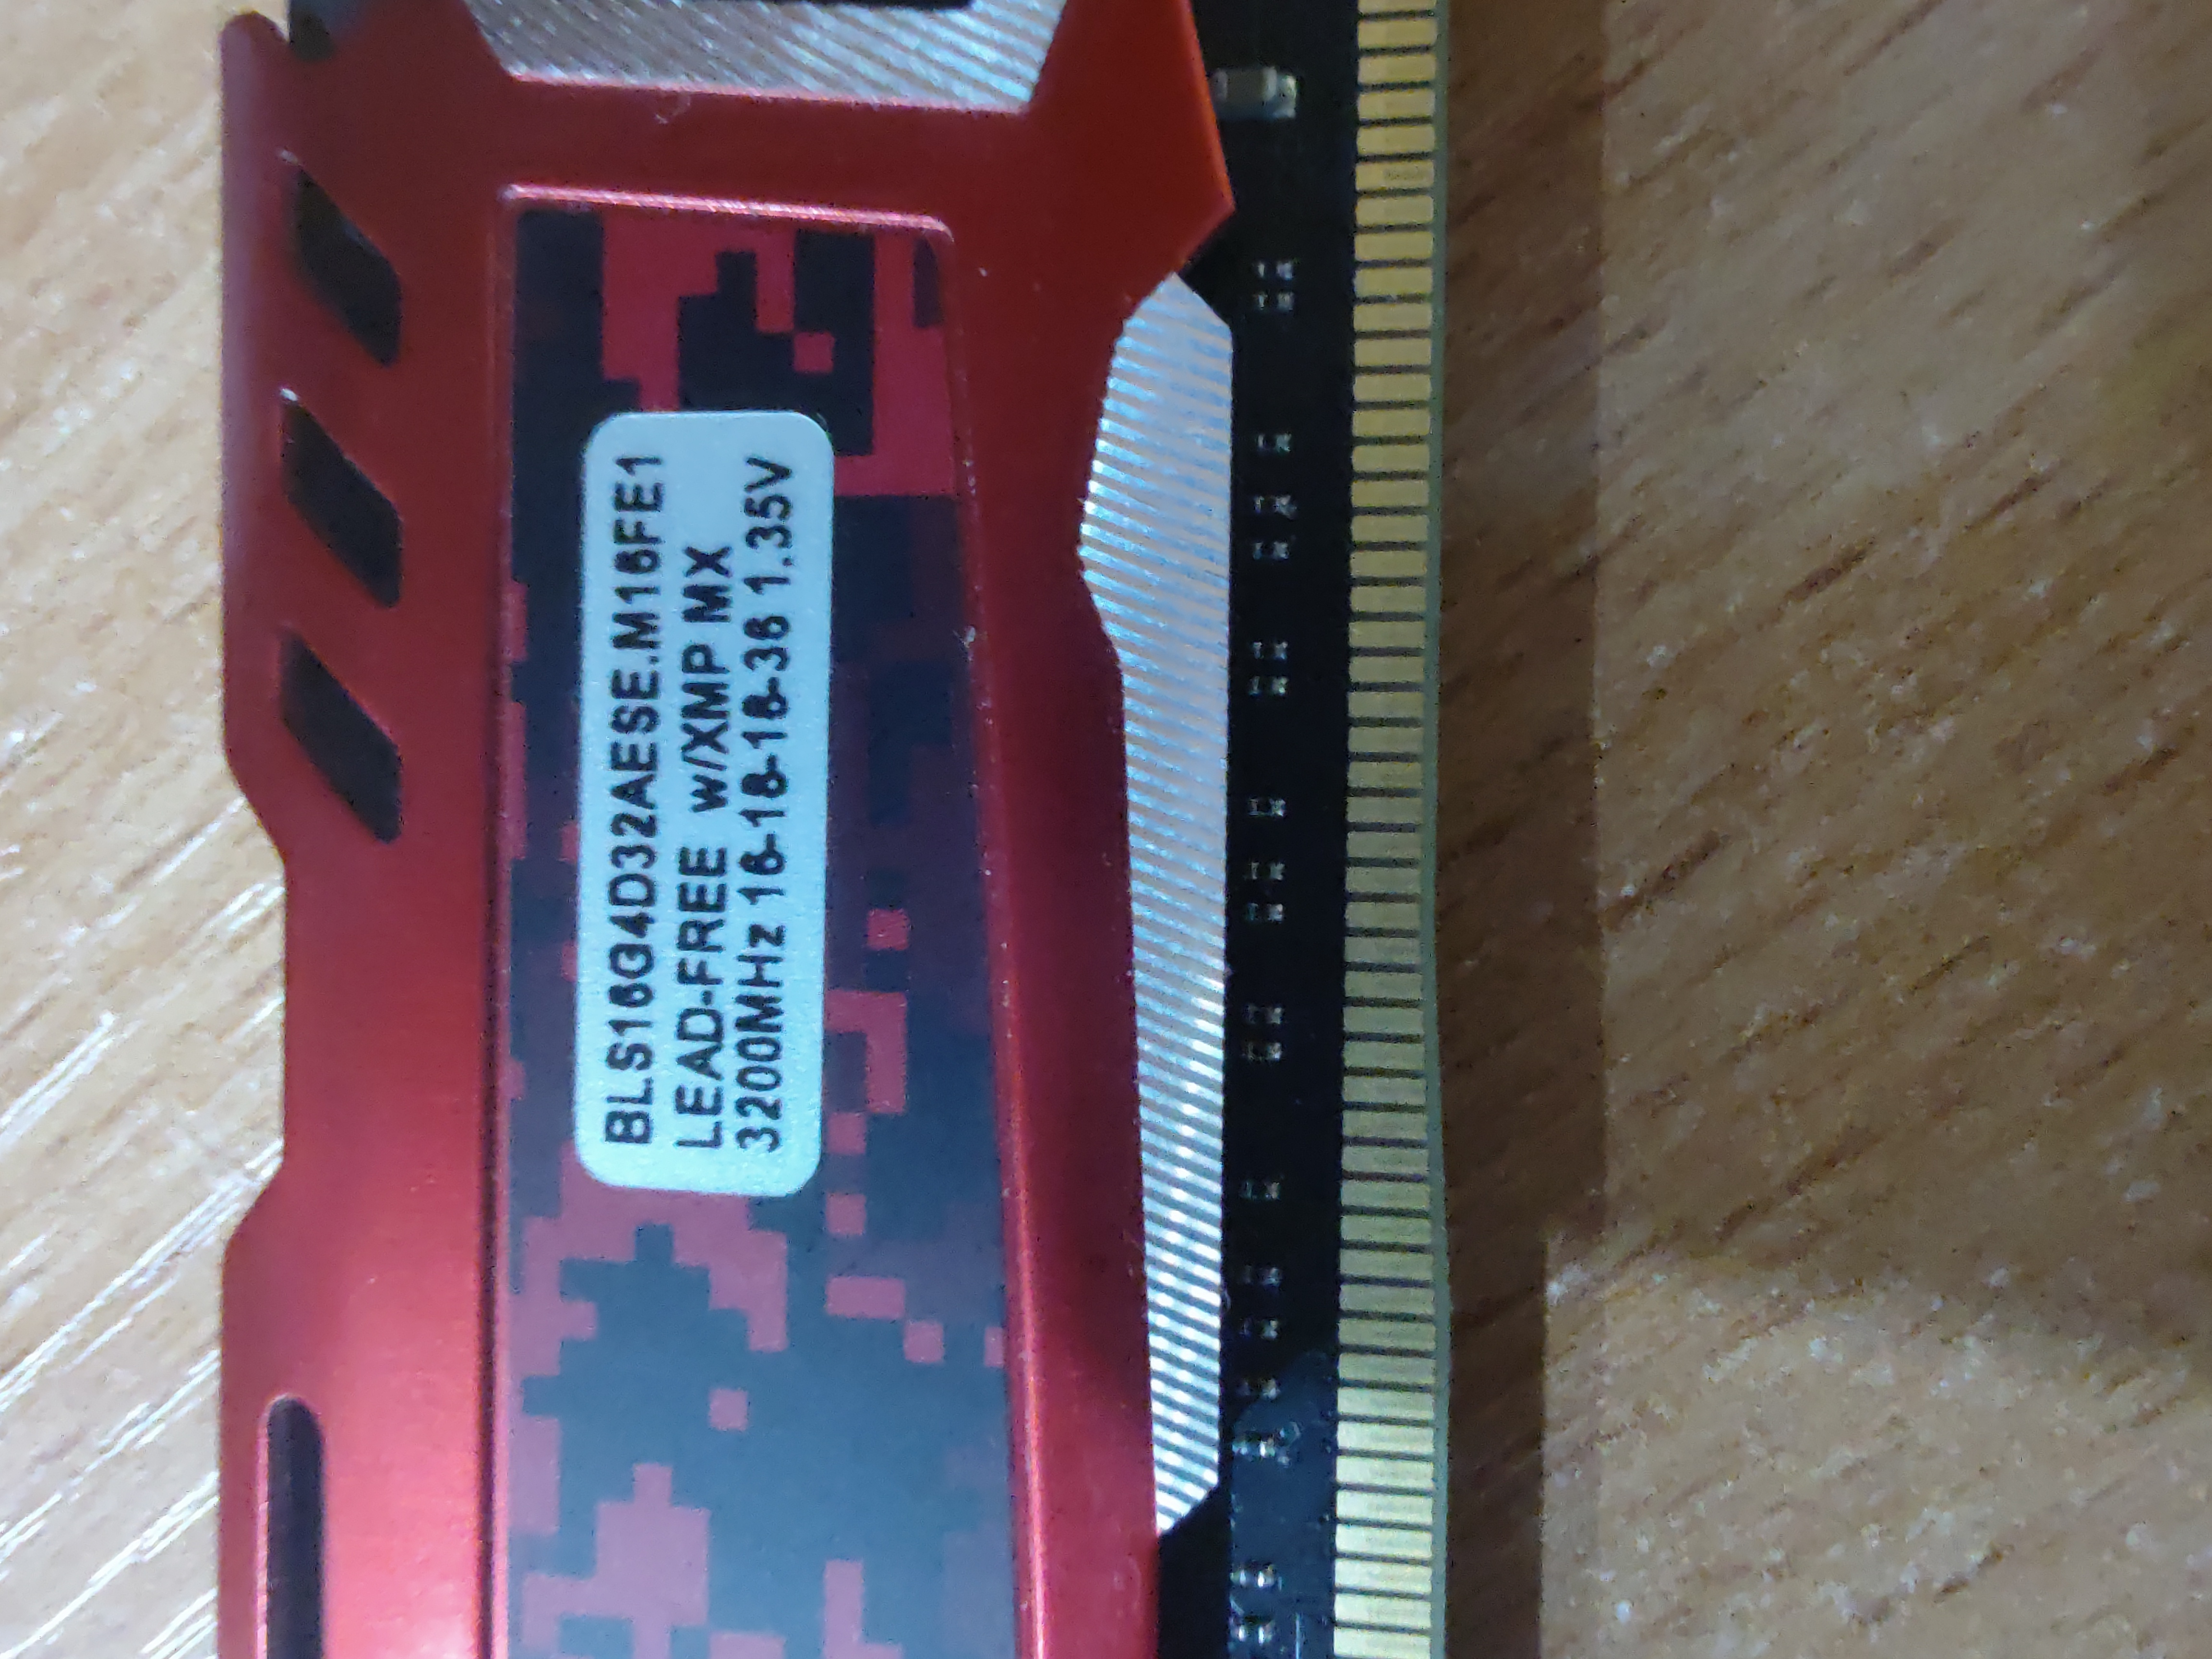 BLS16G4D32AESE.M16FE1
LEAD-FREE w/XMP MX
3200MHz 16-18-18-36 1.35V